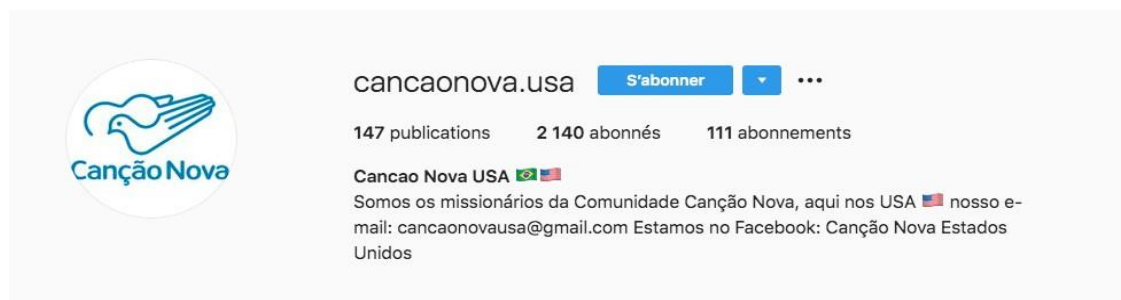 cancaonova.usa S'abonner
147 publications 2 140 abonnés 111 abonnements
Canção Nova
Cancao Nova USA 🇧🇷🇺🇸
Somos os missionários da Comunidade Canção Nova, aqui nos USA 🇺🇸 nosso e-
mail: cancaonovausa@gmail.com Estamos no Facebook: Canção Nova Estados
Unidos